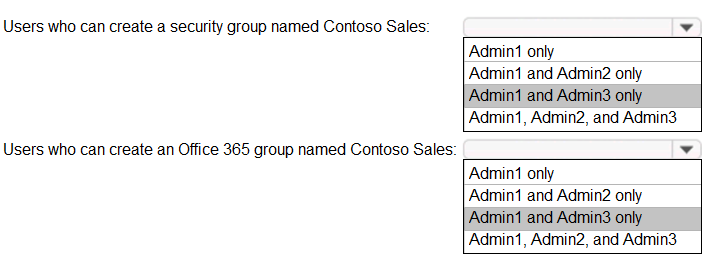 Users who can create a security group named Contoso Sales:
Admin1 only
Admin1 and Admin2 only
Admin1 and Admin3 only
Admin1, Admin2, and Admin3
Users who can create an Office 365 group named Contoso Sales:
Admin1 only
Admin1 and Admin2 only
Admin1 and Admin3 only
Admin1, Admin2, and Admin3